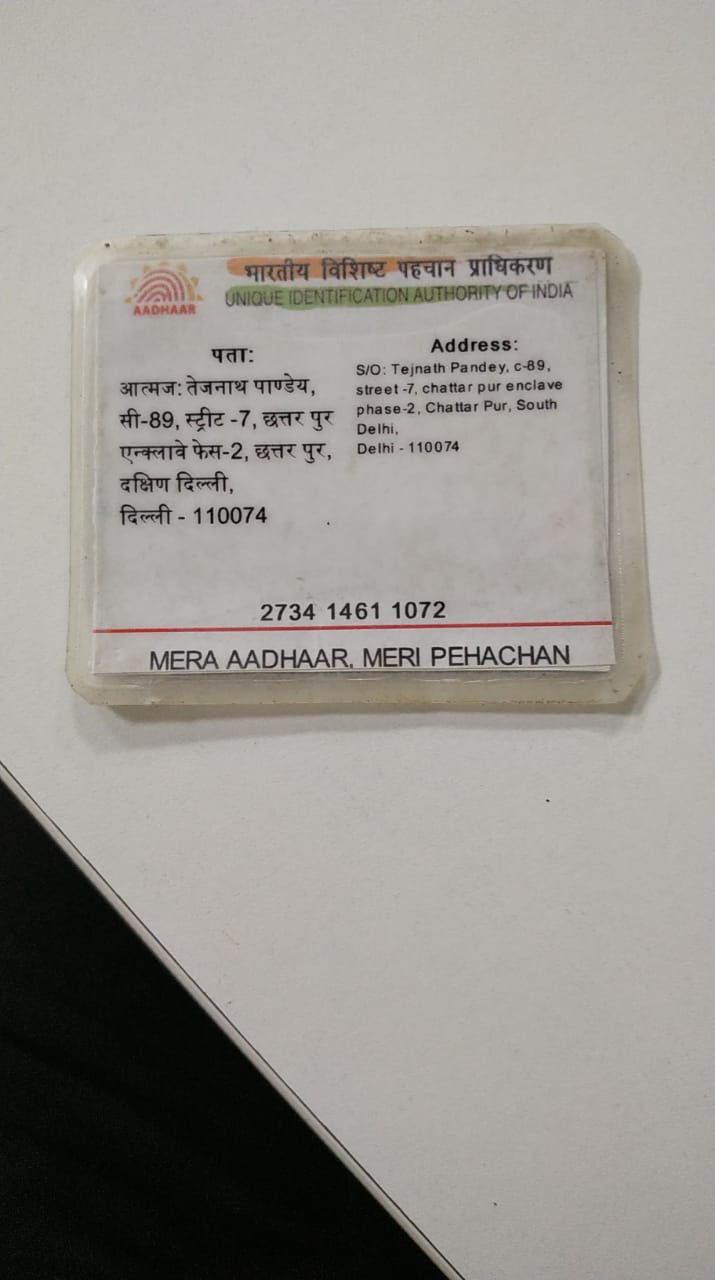 भारतीय विशिष्ट पहचान प्राधिकरण
UNIQUE IDENTIFICATION AUTHORITY OF INDIA
AADHAAR
पता:
आत्मज: तेजनाथ पाण्डेय,
सी-89, स्ट्रीट -7, छत्तर पुर
एन्क्लावे फेस-2, छत्तर पुर,
दक्षिण दिल्ली,
दिल्ली - 110074
Address:
S/O: Tejnath Pandey, c-89,
street -7, chattar pur enclave
phase-2, Chattar Pur, South
Delhi,
Delhi - 110074
2734 1461 1072
MERA AADHAAR, MERI PEHACHAN